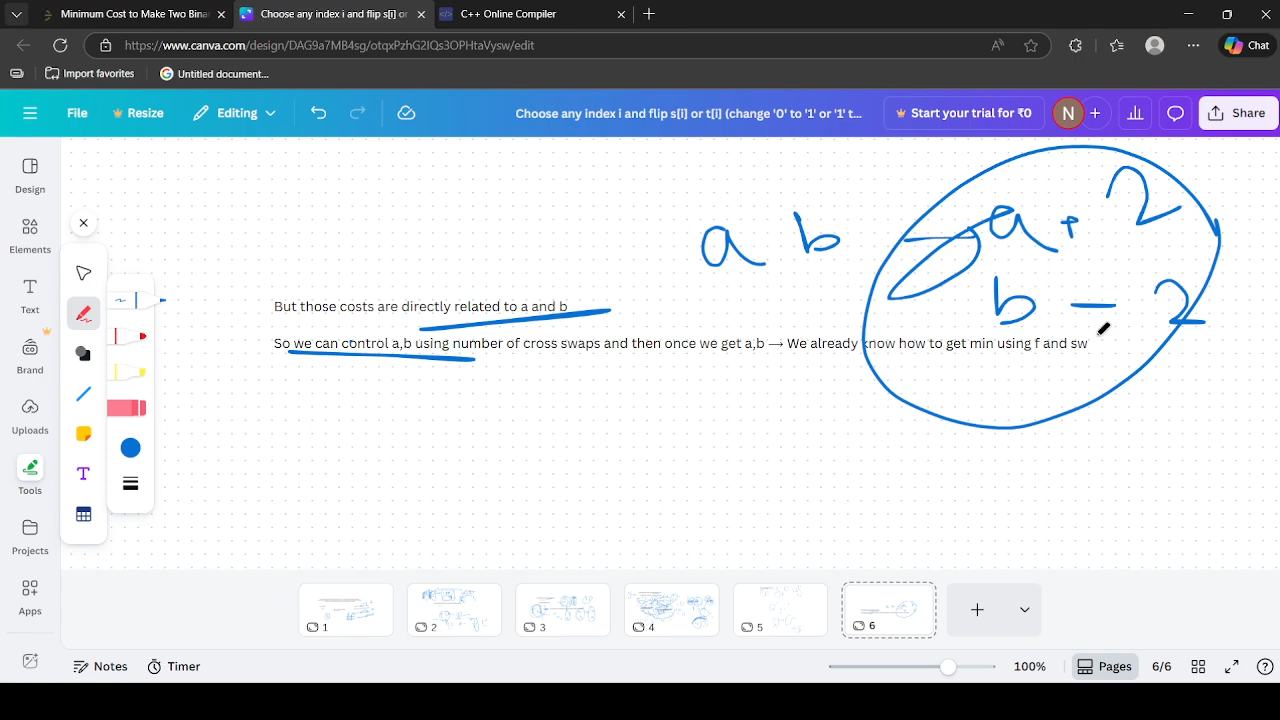 Minimum Cost to Make Two Bina
Choose any index i and flip s[i] or
C++ Online Compiler
https://www.canva.com/design/DAG9a7MB4sg/otqxPzhG2IQs3OPHtaVysw/edit
Chat
Import favorites
Untitled document...
File
Resize
Editing
Choose any index i and flip s[i] or t[i] (change '0' to '1' or '1' t...
Start your trial for ₹0
N
Share
Design
Elements
Text
Brand
Uploads
Tools
Projects
Apps
a b
a + 2
b - 2
But those costs are directly related to a and b
So we can control a,b using number of cross swaps and then once we get a,b → We already know how to get min using f and sw
1
2
3
4
5
6
Notes
Timer
100%
Pages
6/6